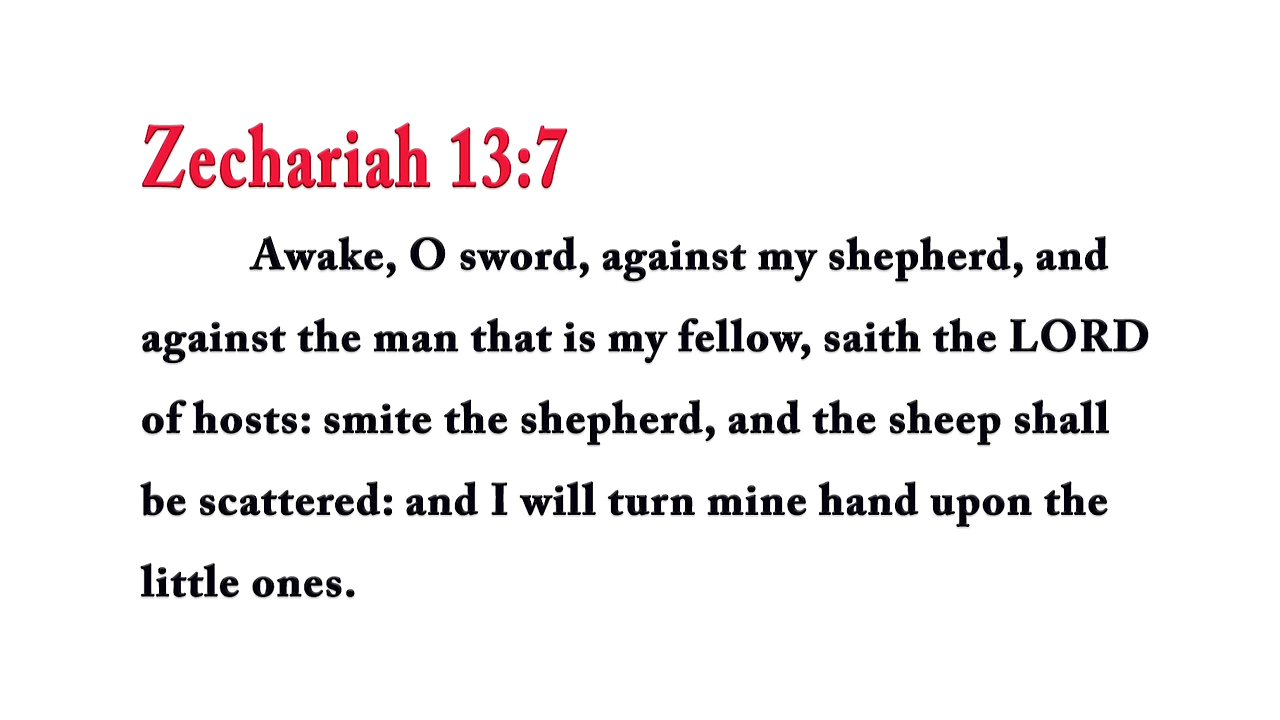 Zechariah 13:7
Awake, O sword, against my shepherd, and
against the man that is my fellow, saith the LORD
of hosts: smite the shepherd, and the sheep shall
be scattered: and I will turn mine hand upon the
little ones.